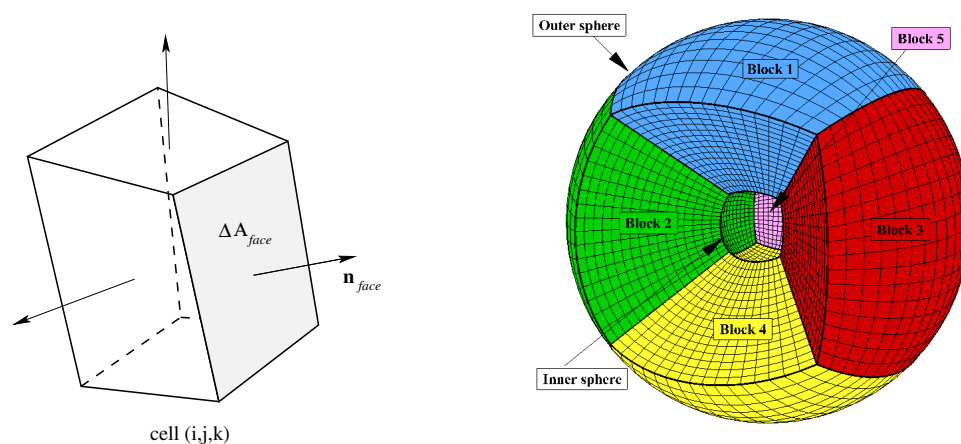 ΔA_face
n_face
cell (i,j,k)
Outer sphere
Block 5
Block 1
Block 2
Block 3
Block 4
Inner sphere